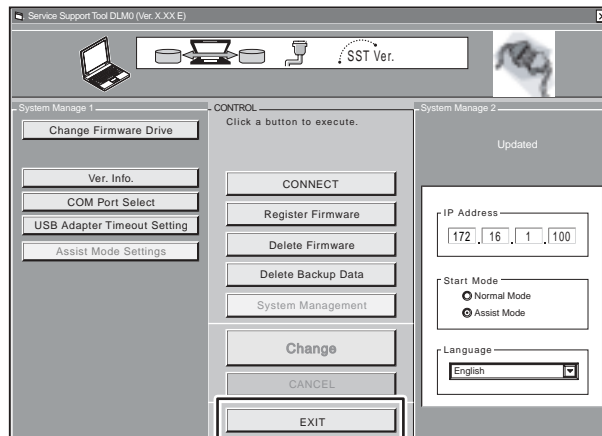 Service Support Tool DLM0 (Ver. X.XX E)
SST Ver.
System Manage 1
Change Firmware Drive
Ver. Info.
COM Port Select
USB Adapter Timeout Setting
Assist Mode Settings
CONTROL
Click a button to execute.
CONNECT
Register Firmware
Delete Firmware
Delete Backup Data
System Management
Change
CANCEL
EXIT
System Manage 2
Updated
IP Address
172 . 16 . 1 . 100
Start Mode
Normal Mode
Assist Mode
Language
English